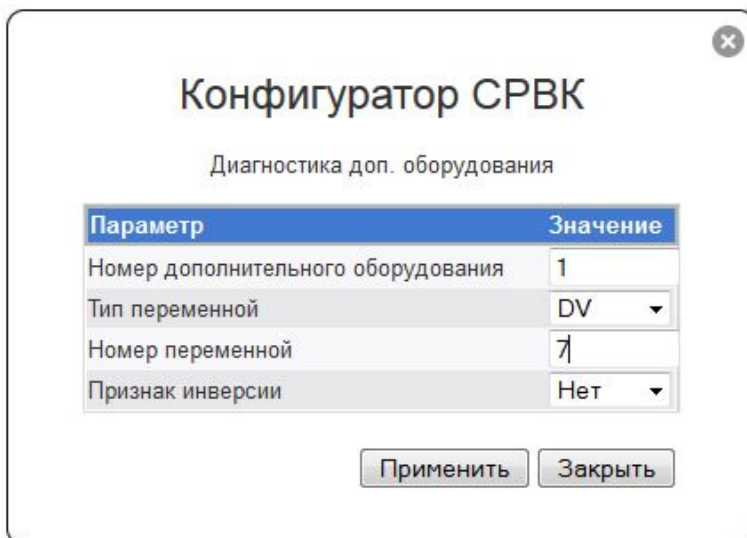 Конфигуратор СРВК
Диагностика доп. оборудования
Параметр Значение
Номер дополнительного оборудования 1
Тип переменной DV
Номер переменной 7
Признак инверсии Нет
Применить Закрыть